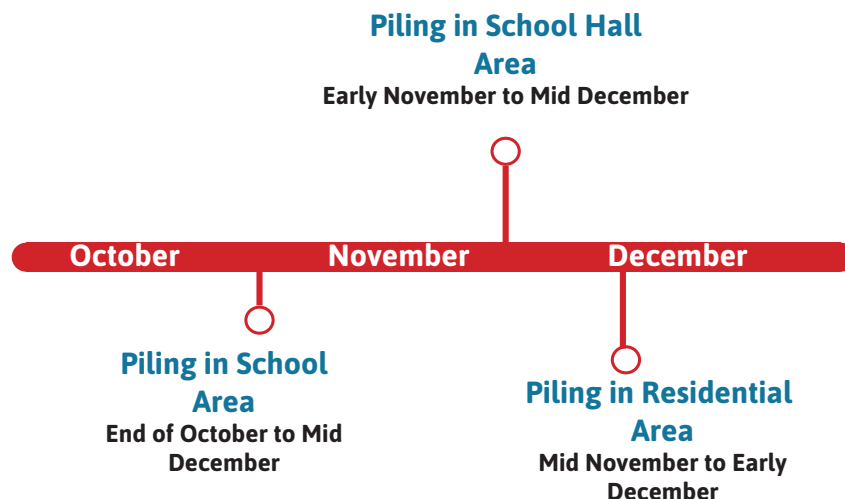 Piling in School Hall
Area
Early November to Mid December
October November December
Piling in School
Area
End of October to Mid
December
Piling in Residential
Area
Mid November to Early
December